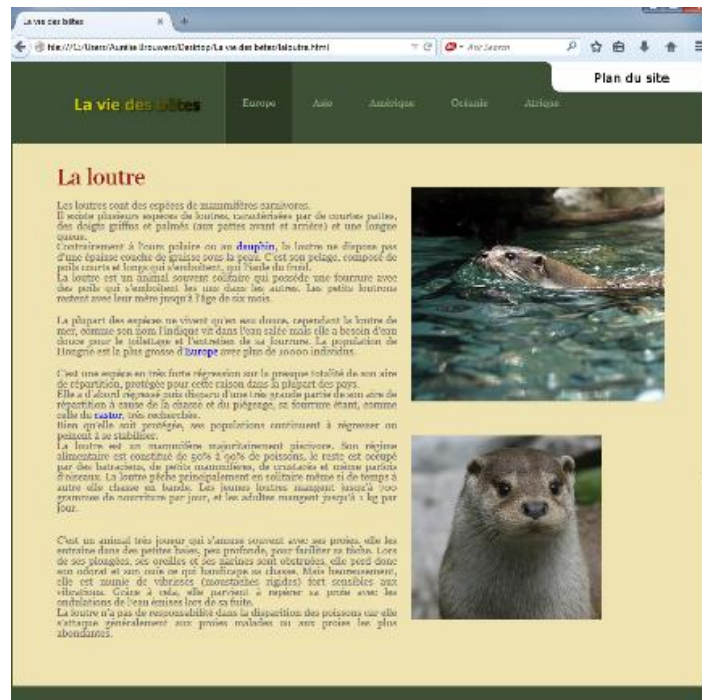 La vie des bêtes
file:///C:/Users/Aurélie Brouwers/Desktop/La vie des betes/laloutre.html
Ask Search
Plan du site
La vie des bêtes Europe Asie Amérique Océanie Afrique
La loutre
Les loutres sont des espèces de mammifères carnivores.
Il existe plusieurs espèces de loutres, caractérisées par de courtes pattes,
des doigts griffus et palmés (aux pattes avant et arrière) et une longue
queue.
Contrairement à l'ours polaire ou au dauphin, la loutre ne dispose pas
d'une épaisse couche de graisse sous la peau. C'est son pelage, composé de
poils courts et longs qui s'emboîtent, qui l'isole du froid.
La loutre est un animal souvent solitaire qui possède une fourrure avec
des poils qui s'emboîtent les uns dans les autres. Les petits loutrons
restent avec leur mère jusqu'à l'âge de six mois.
La plupart des espèces ne vivent qu'en eau douce, cependant la loutre de
mer, comme son nom l'indique vit dans l'eau salée mais elle a besoin d'eau
douce pour le toilettage et l'entretien de sa fourrure. La population de
Hongrie est la plus grosse d'Europe avec plus de 10000 individus.
C'est une espèce en très forte régression sur la presque totalité de son aire
de répartition, protégée pour cette raison dans la plupart des pays.
Elle a d'abord régressé puis disparu d'une très grande partie de son aire de
répartition à cause de la chasse et du piégeage, sa fourrure étant, comme
celle du castor, très recherchée.
Bien qu'elle soit protégée, ses populations continuent à régresser ou
peinent à se stabiliser.
La loutre est un mammifère majoritairement piscivore. Son régime
alimentaire est constitué de 50% à 90% de poissons, le reste est occupé
par des batraciens, de petits mammifères, de crustacés et même parfois
d'oiseaux. La loutre pêche principalement en solitaire même si de temps à
autre elle chasse en bande. Les jeunes loutres mangent jusqu'à 700
grammes de nourriture par jour, et les adultes mangent jusqu'à 1 kg par
jour.
C'est un animal très joueur qui s'amuse souvent avec ses proies, elle les
entraine dans des petites baies, peu profonde, pour faciliter sa tâche. Lors
de ses plongées, ses oreilles et ses narines sont obstruées, elle perd donc
son odorat et son ouïe ce qui handicape sa chasse. Mais heureusement,
elle est munie de vibrisses (moustaches rigides) fort sensibles aux
vibrations. Grâce à cela, elle parvient à repérer sa proie avec les
ondulations de l'eau émises lors de sa fuite.
La loutre n'a pas de responsabilité dans la disparition des poissons car elle
s'attaque généralement aux proies malades ou aux proies les plus
abondantes.